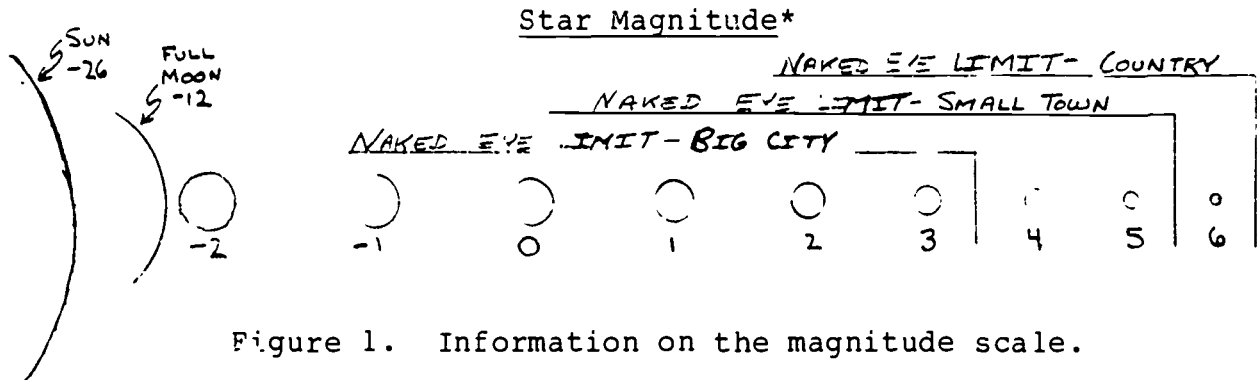 Star Magnitude*
SUN
-26
FULL
MOON
-12
NAKED EYE LIMIT - COUNTRY
NAKED EYE LIMIT - SMALL TOWN
NAKED EYE LIMIT - BIG CITY
-2 -1 0 1 2 3 4 5 6
Figure 1. Information on the magnitude scale.